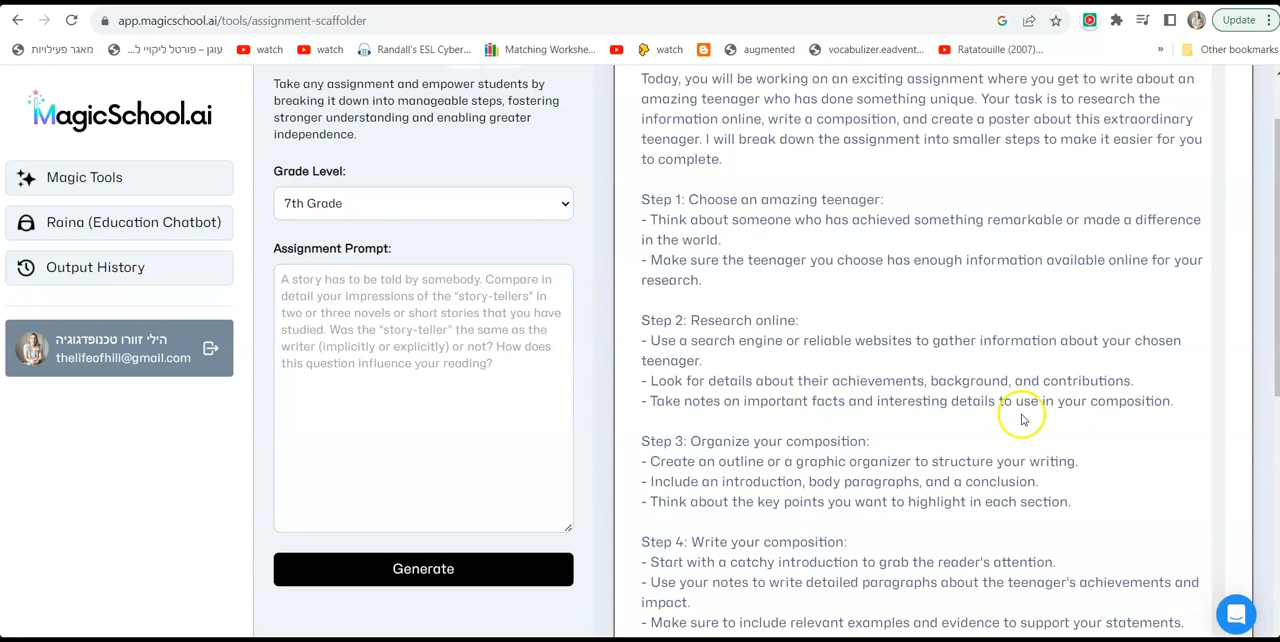 app.magicschool.ai/tools/assignment-scaffolder
Update
מאגר פעילויות
עוגן – פורטל ליקויי ל...
watch
watch
Randall's ESL Cyber...
Matching Workshe...
watch
augmented
vocabulizer.eadvent...
Ratatouille (2007)...
»
Other bookmarks
MagicSchool.ai
Magic Tools
Raina (Education Chatbot)
Output History
הילי זוורו טכנופדגוגיה
thelifeofhili@gmail.com
Take any assignment and empower students by
breaking it down into manageable steps, fostering
stronger understanding and enabling greater
independence.
Grade Level:
7th Grade
Assignment Prompt:
A story has to be told by somebody. Compare in
detail your impressions of the "story-tellers" in
two or three novels or short stories that you have
studied. Was the "story-teller" the same as the
writer (implicitly or explicitly) or not? How does
this question influence your reading?
Generate
Today, you will be working on an exciting assignment where you get to write about an
amazing teenager who has done something unique. Your task is to research the
information online, write a composition, and create a poster about this extraordinary
teenager. I will break down the assignment into smaller steps to make it easier for you
to complete.
Step 1: Choose an amazing teenager:
- Think about someone who has achieved something remarkable or made a difference
in the world.
- Make sure the teenager you choose has enough information available online for your
research.
Step 2: Research online:
- Use a search engine or reliable websites to gather information about your chosen
teenager.
- Look for details about their achievements, background, and contributions.
- Take notes on important facts and interesting details to use in your composition.
Step 3: Organize your composition:
- Create an outline or a graphic organizer to structure your writing.
- Include an introduction, body paragraphs, and a conclusion.
- Think about the key points you want to highlight in each section.
Step 4: Write your composition:
- Start with a catchy introduction to grab the reader's attention.
- Use your notes to write detailed paragraphs about the teenager's achievements and
impact.
- Make sure to include relevant examples and evidence to support your statements.